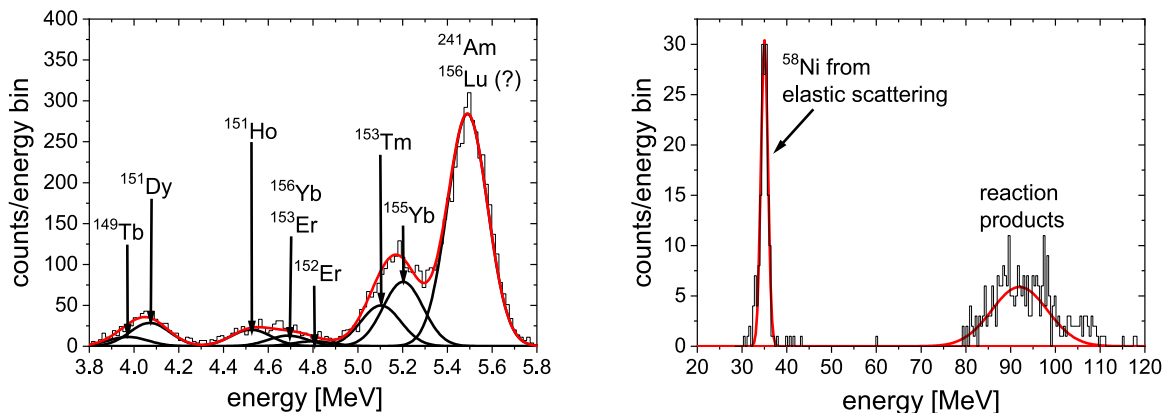 400
350
300
250
200
150
100
50
0
counts/energy bin
3.8 4.0 4.2 4.4 4.6 4.8 5.0 5.2 5.4 5.6 5.8
energy [MeV]
²⁴¹Am
¹⁵⁶Lu (?)
¹⁵¹Ho
¹⁵³Tm
¹⁵¹Dy
¹⁵⁶Yb
¹⁵³Er
¹⁵⁵Yb
¹⁴⁹Tb
¹⁵²Er
30
25
20
15
10
5
0
counts/energy bin
20 30 40 50 60 70 80 90 100 110 120
energy [MeV]
⁵⁸Ni from
elastic scattering
reaction
products